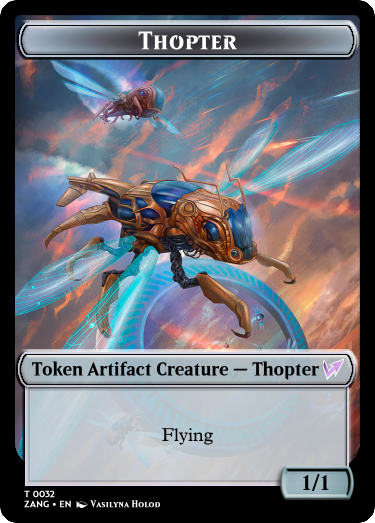 Thopter
Token Artifact Creature — Thopter
Flying
1/1
T 0032
ZANG • EN Vasilyna Holod